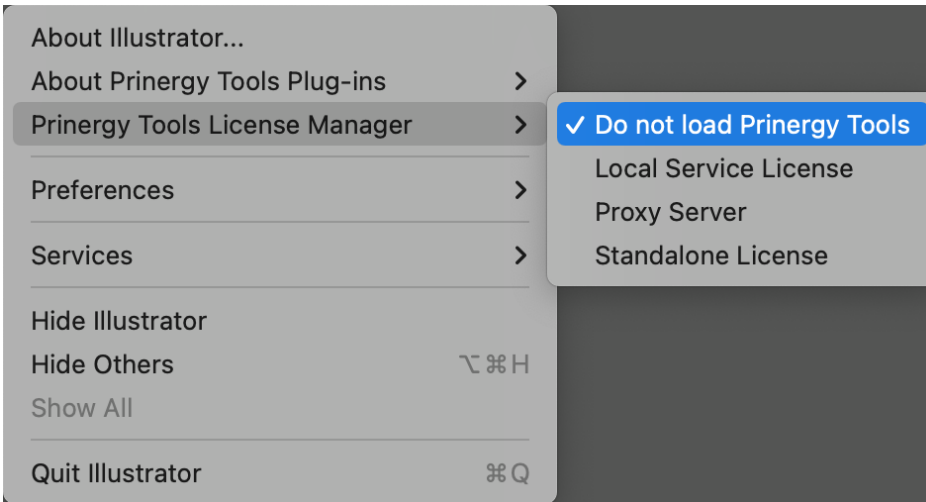 About Illustrator...
About Prinergy Tools Plug-ins
Prinergy Tools License Manager
✓ Do not load Prinergy Tools
Local Service License
Proxy Server
Standalone License
Preferences
Services
Hide Illustrator
Hide Others ⌥⌘H
Show All
Quit Illustrator ⌘Q